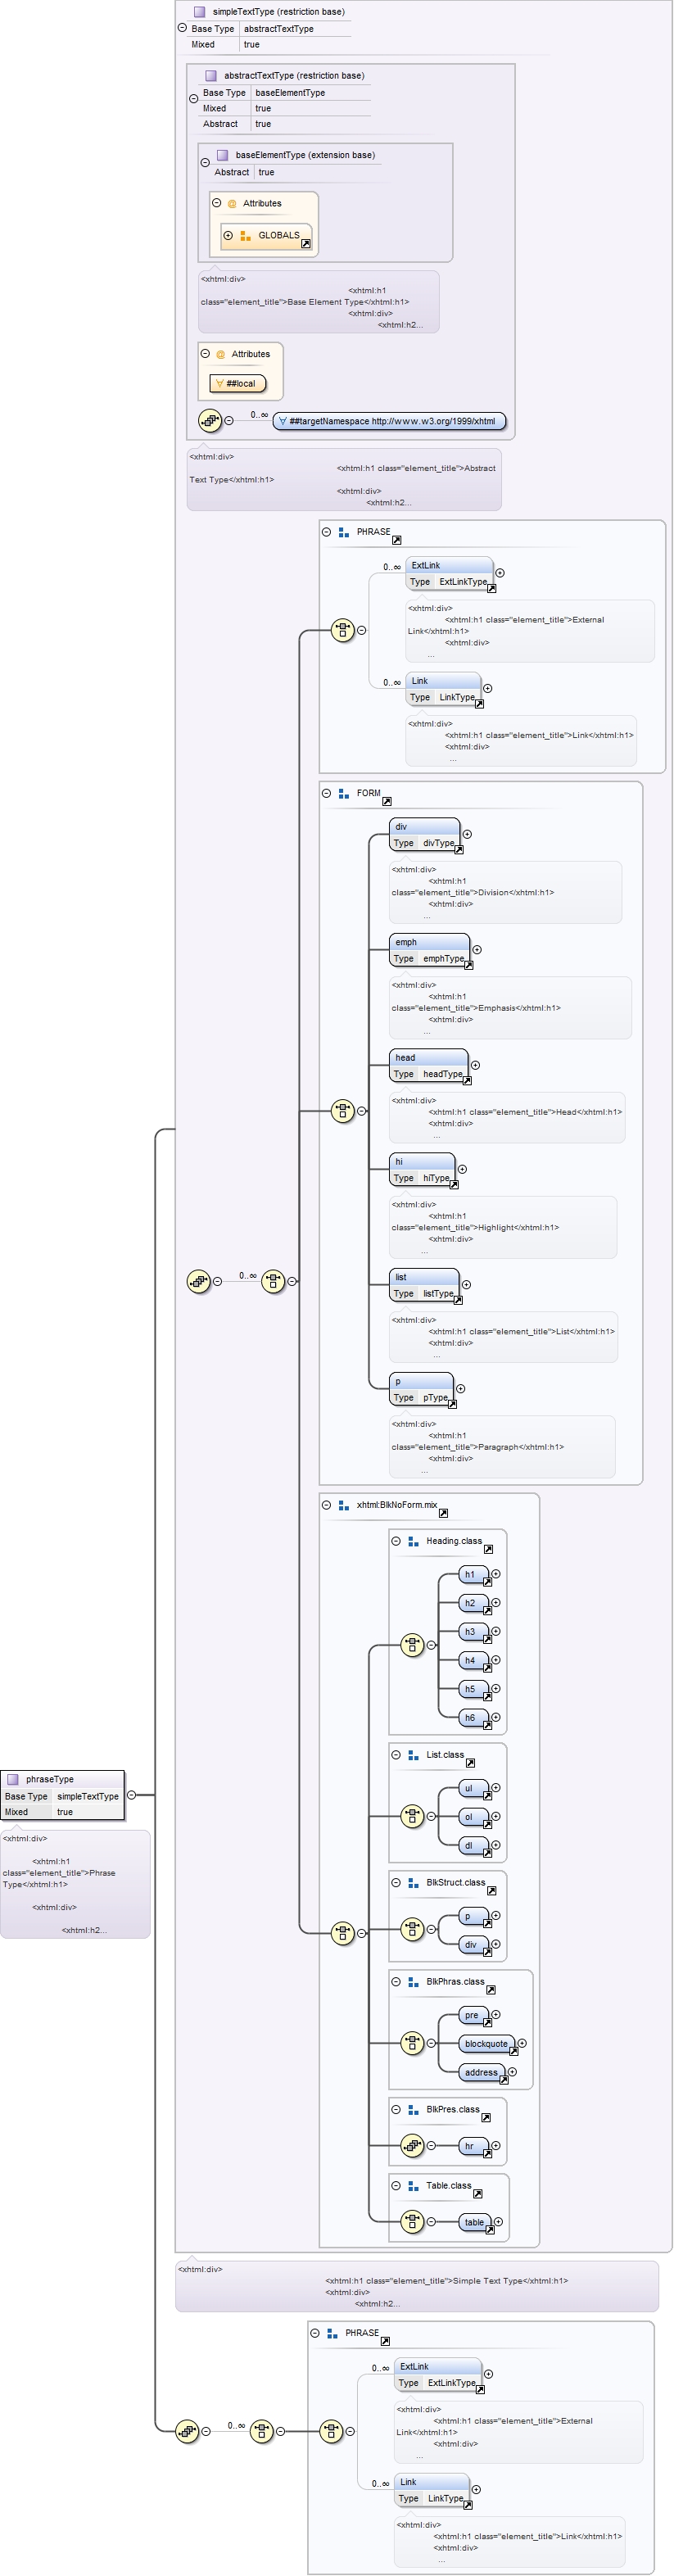 simpleTextType (restriction base)
Base Type abstractTextType
Mixed true
abstractTextType (restriction base)
Base Type baseElementType
Mixed true
Abstract true
baseElementType (extension base)
Abstract true
@ Attributes
GLOBALS
<xhtml:div>
<xhtml:h1
class="element_title">Base Element Type</xhtml:h1>
<xhtml:div>
<xhtml:h2...
@ Attributes
∀ ##local
0..∞ ∀ ##targetNamespace http://www.w3.org/1999/xhtml
<xhtml:div>
<xhtml:h1 class="element_title">Abstract
Text Type</xhtml:h1>
<xhtml:div>
<xhtml:h2...
PHRASE
0..∞ ExtLink
Type ExtLinkType
<xhtml:div>
<xhtml:h1 class="element_title">External
Link</xhtml:h1>
<xhtml:div>
...
0..∞ Link
Type LinkType
<xhtml:div>
<xhtml:h1 class="element_title">Link</xhtml:h1>
<xhtml:div>
...
FORM
div
Type divType
<xhtml:div>
<xhtml:h1
class="element_title">Division</xhtml:h1>
<xhtml:div>
...
emph
Type emphType
<xhtml:div>
<xhtml:h1
class="element_title">Emphasis</xhtml:h1>
<xhtml:div>
...
head
Type headType
<xhtml:div>
<xhtml:h1 class="element_title">Head</xhtml:h1>
<xhtml:div>
...
hi
Type hiType
<xhtml:div>
<xhtml:h1
class="element_title">Highlight</xhtml:h1>
<xhtml:div>
...
0..∞
list
Type listType
<xhtml:div>
<xhtml:h1 class="element_title">List</xhtml:h1>
<xhtml:div>
...
p
Type pType
<xhtml:div>
<xhtml:h1
class="element_title">Paragraph</xhtml:h1>
<xhtml:div>
...
xhtml:BlkNoForm.mix
Heading.class
h1
h2
h3
h4
h5
h6
List.class
ul
ol
dl
phraseType
Base Type simpleTextType
Mixed true
<xhtml:div>
<xhtml:h1
class="element_title">Phrase
Type</xhtml:h1>
<xhtml:div>
<xhtml:h2...
BlkStruct.class
p
div
BlkPhras.class
pre
blockquote
address
BlkPres.class
hr
Table.class
table
<xhtml:div>
<xhtml:h1 class="element_title">Simple Text Type</xhtml:h1>
<xhtml:div>
<xhtml:h2...
PHRASE
0..∞ ExtLink
Type ExtLinkType
<xhtml:div>
<xhtml:h1 class="element_title">External
Link</xhtml:h1>
<xhtml:div>
...
0..∞
0..∞ Link
Type LinkType
<xhtml:div>
<xhtml:h1 class="element_title">Link</xhtml:h1>
<xhtml:div>
...